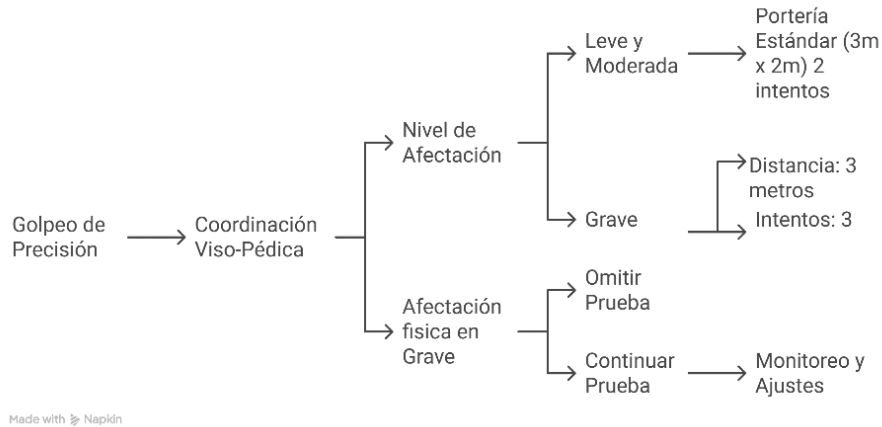 Golpeo de
Precisión
Coordinación
Viso-Pédica
Nivel de
Afectación
Leve y
Moderada
Portería
Estándar (3m
x 2m) 2
intentos
Grave
Distancia: 3
metros
Intentos: 3
Afectación
fisica en
Grave
Omitir
Prueba
Continuar
Prueba
Monitoreo y
Ajustes
Made with Napkin